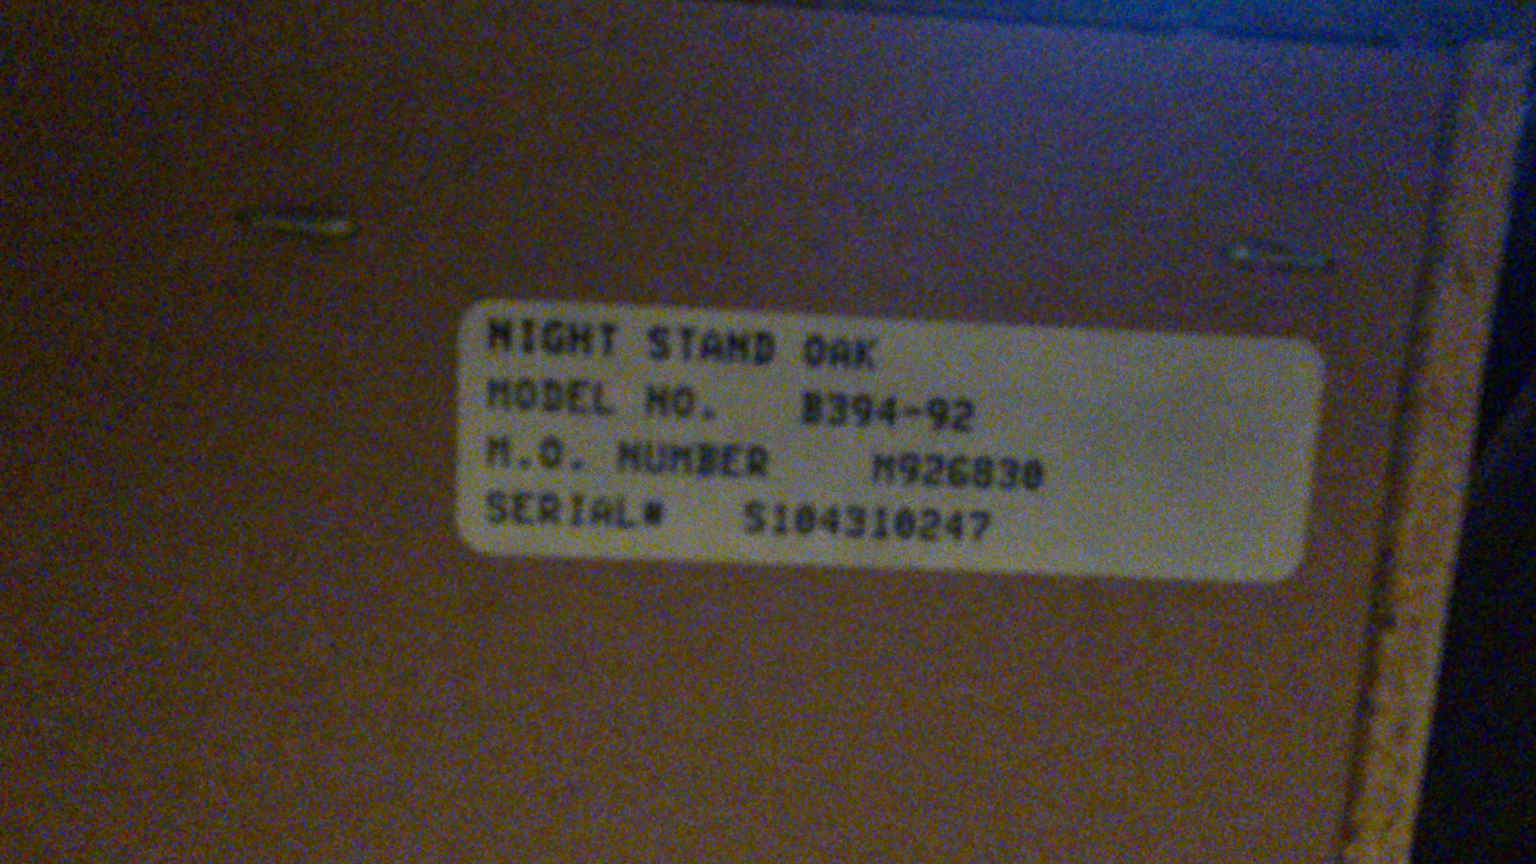 NIGHT STAND OAK
MODEL NO. B394-92
M.O. NUMBER M926830
SERIAL# S104310247